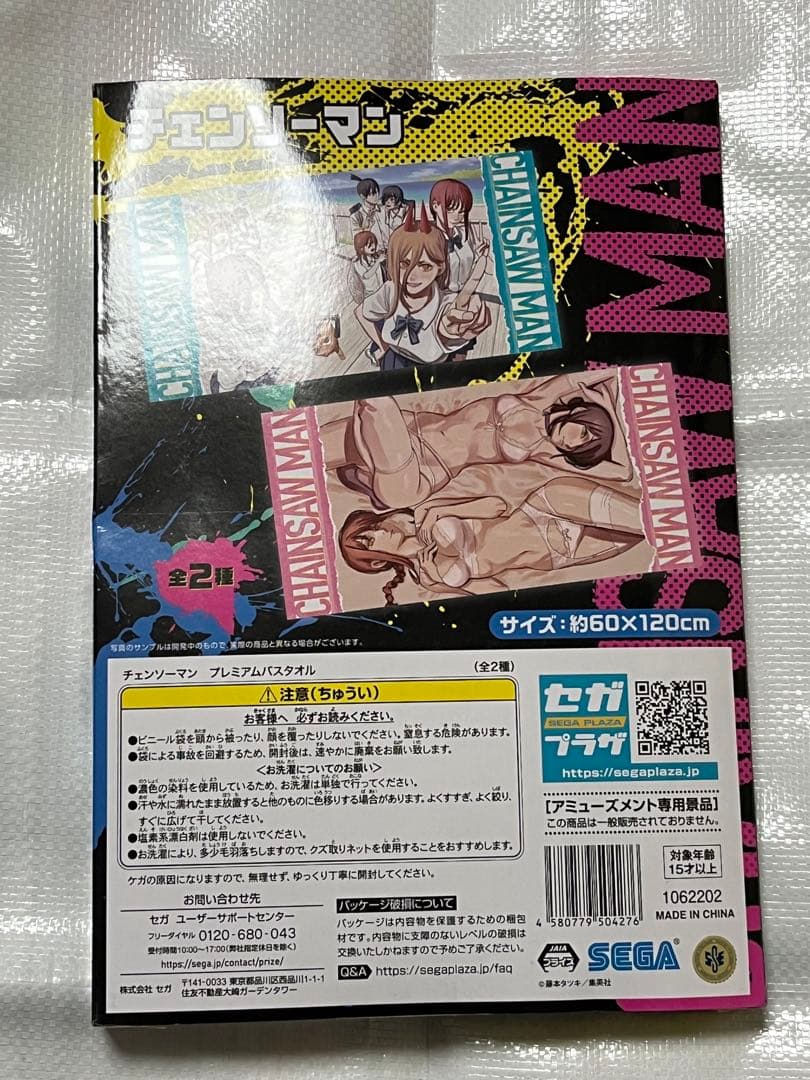 チェンソーマン
CHAINSAW MAN
CHAINSAW MAN
CHAINSAW MAN
CHAINSAW MAN
SAW MAN
全2種
サイズ：約60×120cm
写真のサンプルは開発中のもので、実際の商品と異なる場合がございます。
チェンソーマン プレミアムバスタオル （全2種）
⚠注意（ちゅうい）
お客様へ 必ずお読みください。
●ビニール袋を頭から被ったり、顔を覆ったりしないでください。窒息する危険があります。
●袋による事故を回避するため、開封後は、速やかに廃棄をお願い致します。
＜お洗濯についてのお願い＞
●濃色の染料を使用しているため、お洗濯は単独で行ってください。
●汗や水に濡れたまま放置すると他のものに色移りする場合があります。よくすすぎ、よく絞り、
すぐに広げて干してください。
●塩素系漂白剤は使用しないでください。
●お洗濯により、多少毛羽落ちしますので、クズ取りネットを使用することをおすすめします。
ケガの原因になりますので、無理せず、ゆっくり丁寧に開封してください。
お問い合わせ先
セガ ユーザーサポートセンター
フリーダイヤル 0120-680-043
受付時間10:00～17:00（弊社指定休日を除く）
https://sega.jp/contact/prize/
株式会社 セガ 〒141-0033 東京都品川区西品川1-1-1
住友不動産大崎ガーデンタワー
パッケージ破損について
パッケージは内容物を保護するための梱包
材です。内容物に支障のないレベルの破損は
交換いたしかねますので予めご了承ください。
Q&A https://segaplaza.jp/faq
セガ
SEGA PLAZA
プラザ
https://segaplaza.jp
【アミューズメント専用景品】
この商品は一般販売されておりません。
4 580779 504276
対象年齢
15才以上
1062202
MADE IN CHINA
JAIA
プライズ
SEGA
©藤本タツキ／集英社